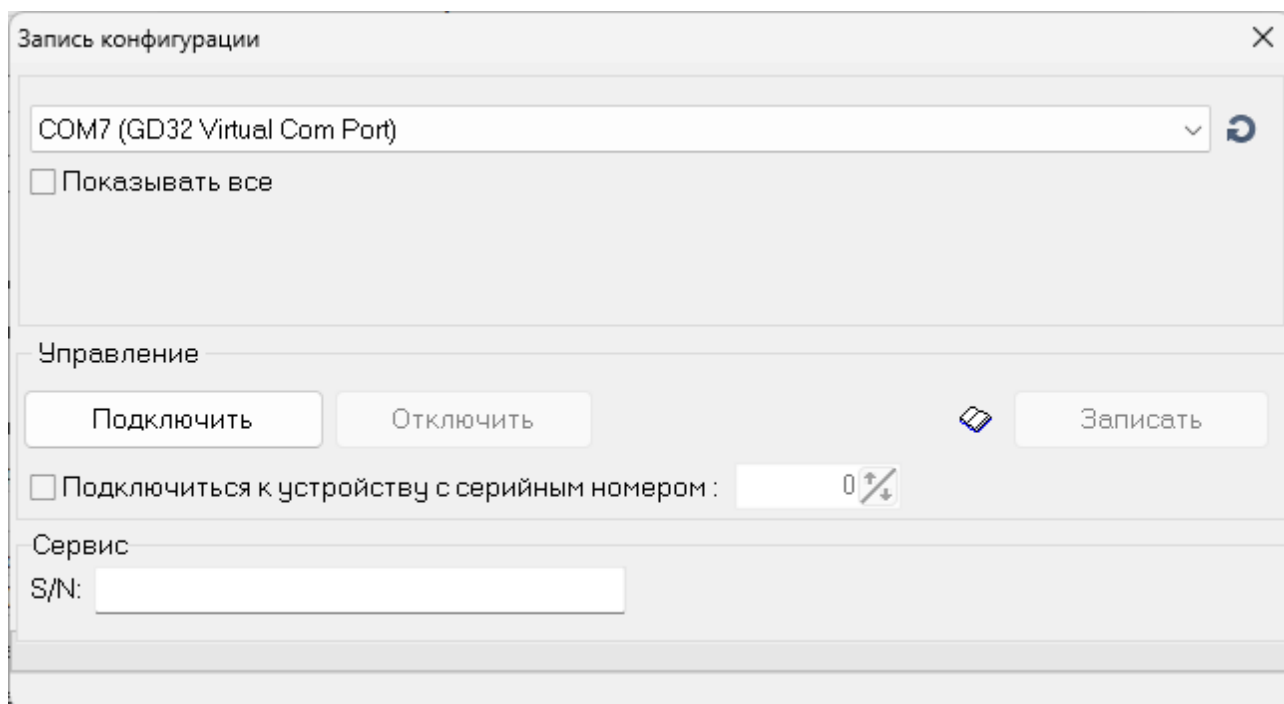 Запись конфигурации
COM7 (GD32 Virtual Com Port)
Показывать все
Управление
Подключить
Отключить
Записать
Подключиться к устройству с серийным номером :
0
Сервис
S/N: